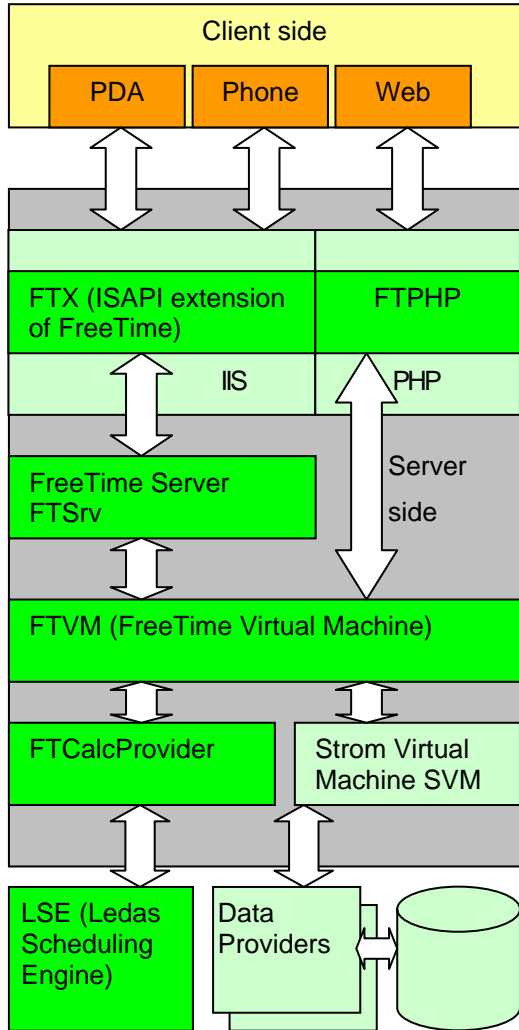 Client side
PDA
Phone
Web
FTX (ISAPI extension
of FreeTime)
FTPHP
IIS
PHP
FreeTime Server
FTSrv
Server
side
FTVM (FreeTime Virtual Machine)
FTCalcProvider
Strom Virtual
Machine SVM
LSE (Ledas
Scheduling
Engine)
Data
Providers